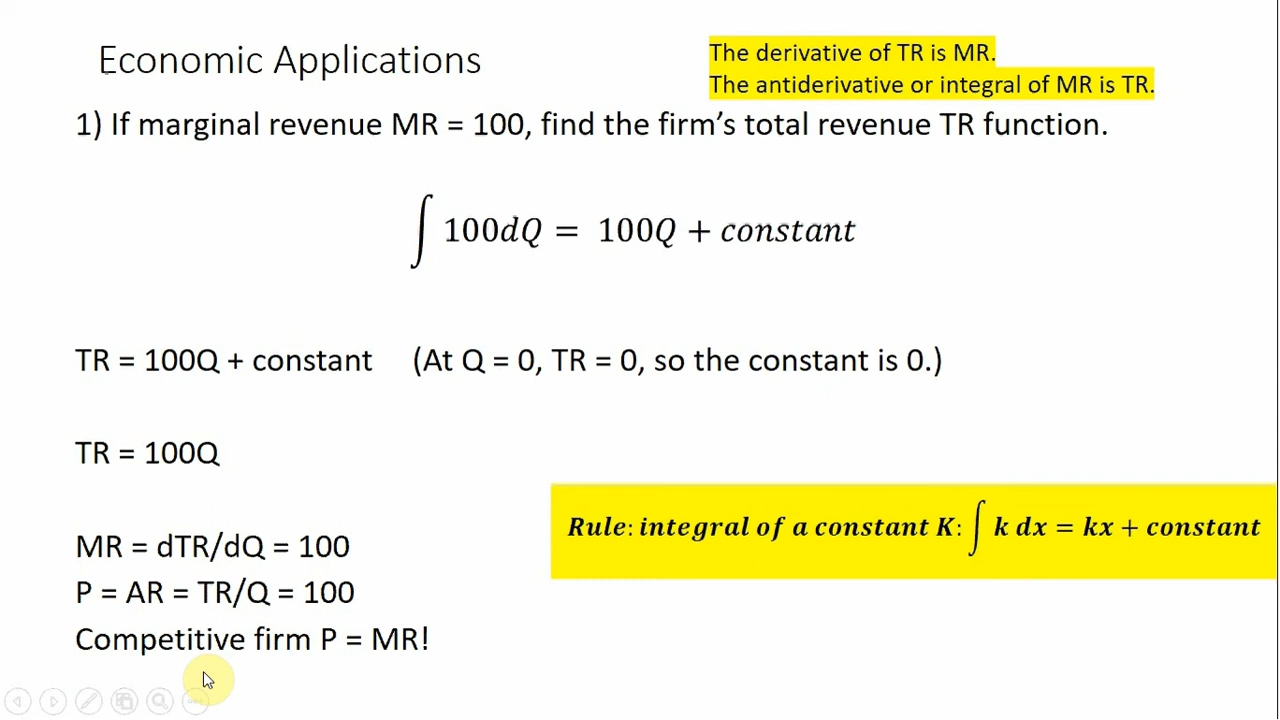 Economic Applications
The derivative of TR is MR.
The antiderivative or integral of MR is TR.
1) If marginal revenue MR = 100, find the firm's total revenue TR function.
∫ 100dQ = 100Q + constant
TR = 100Q + constant (At Q = 0, TR = 0, so the constant is 0.)
TR = 100Q
Rule: integral of a constant K: ∫ k dx = kx + constant
MR = dTR/dQ = 100
P = AR = TR/Q = 100
Competitive firm P = MR!